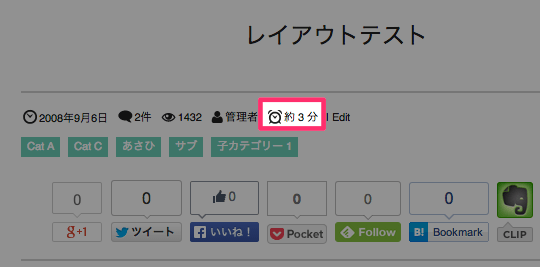 レイアウトテスト
2008年9月6日 2件 1432 管理者 約 3 分 | Edit
Cat A Cat C あさひ サブ 子カテゴリー 1
0 0 0 0 0 0
g+1 ツイート いいね! Pocket Follow B! Bookmark CLIP